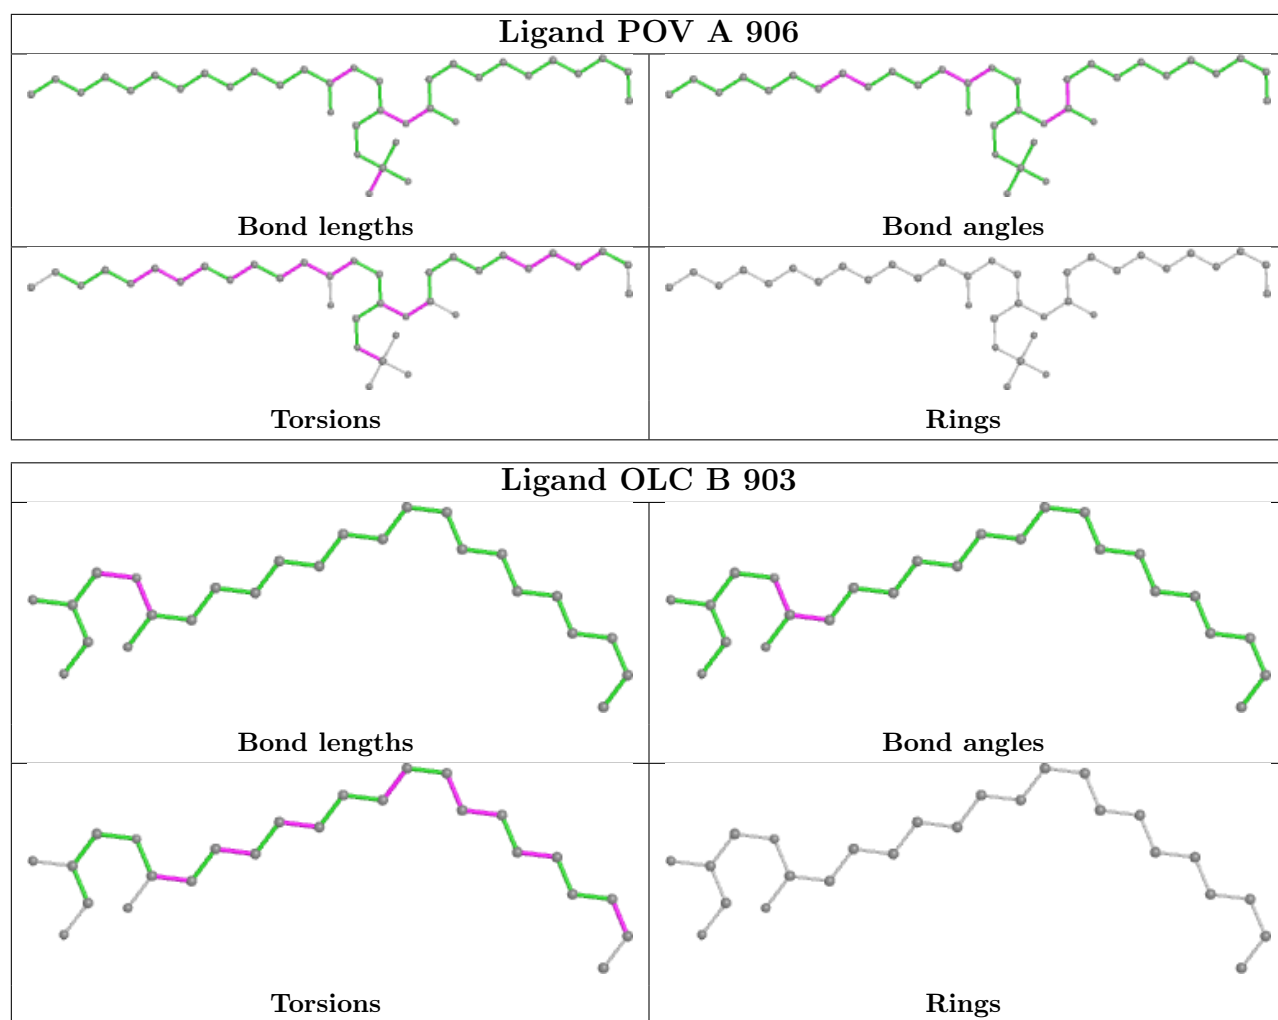 Ligand POV A 906
Bond lengths
Bond angles
Torsions
Rings
Ligand OLC B 903
Bond lengths
Bond angles
Torsions
Rings